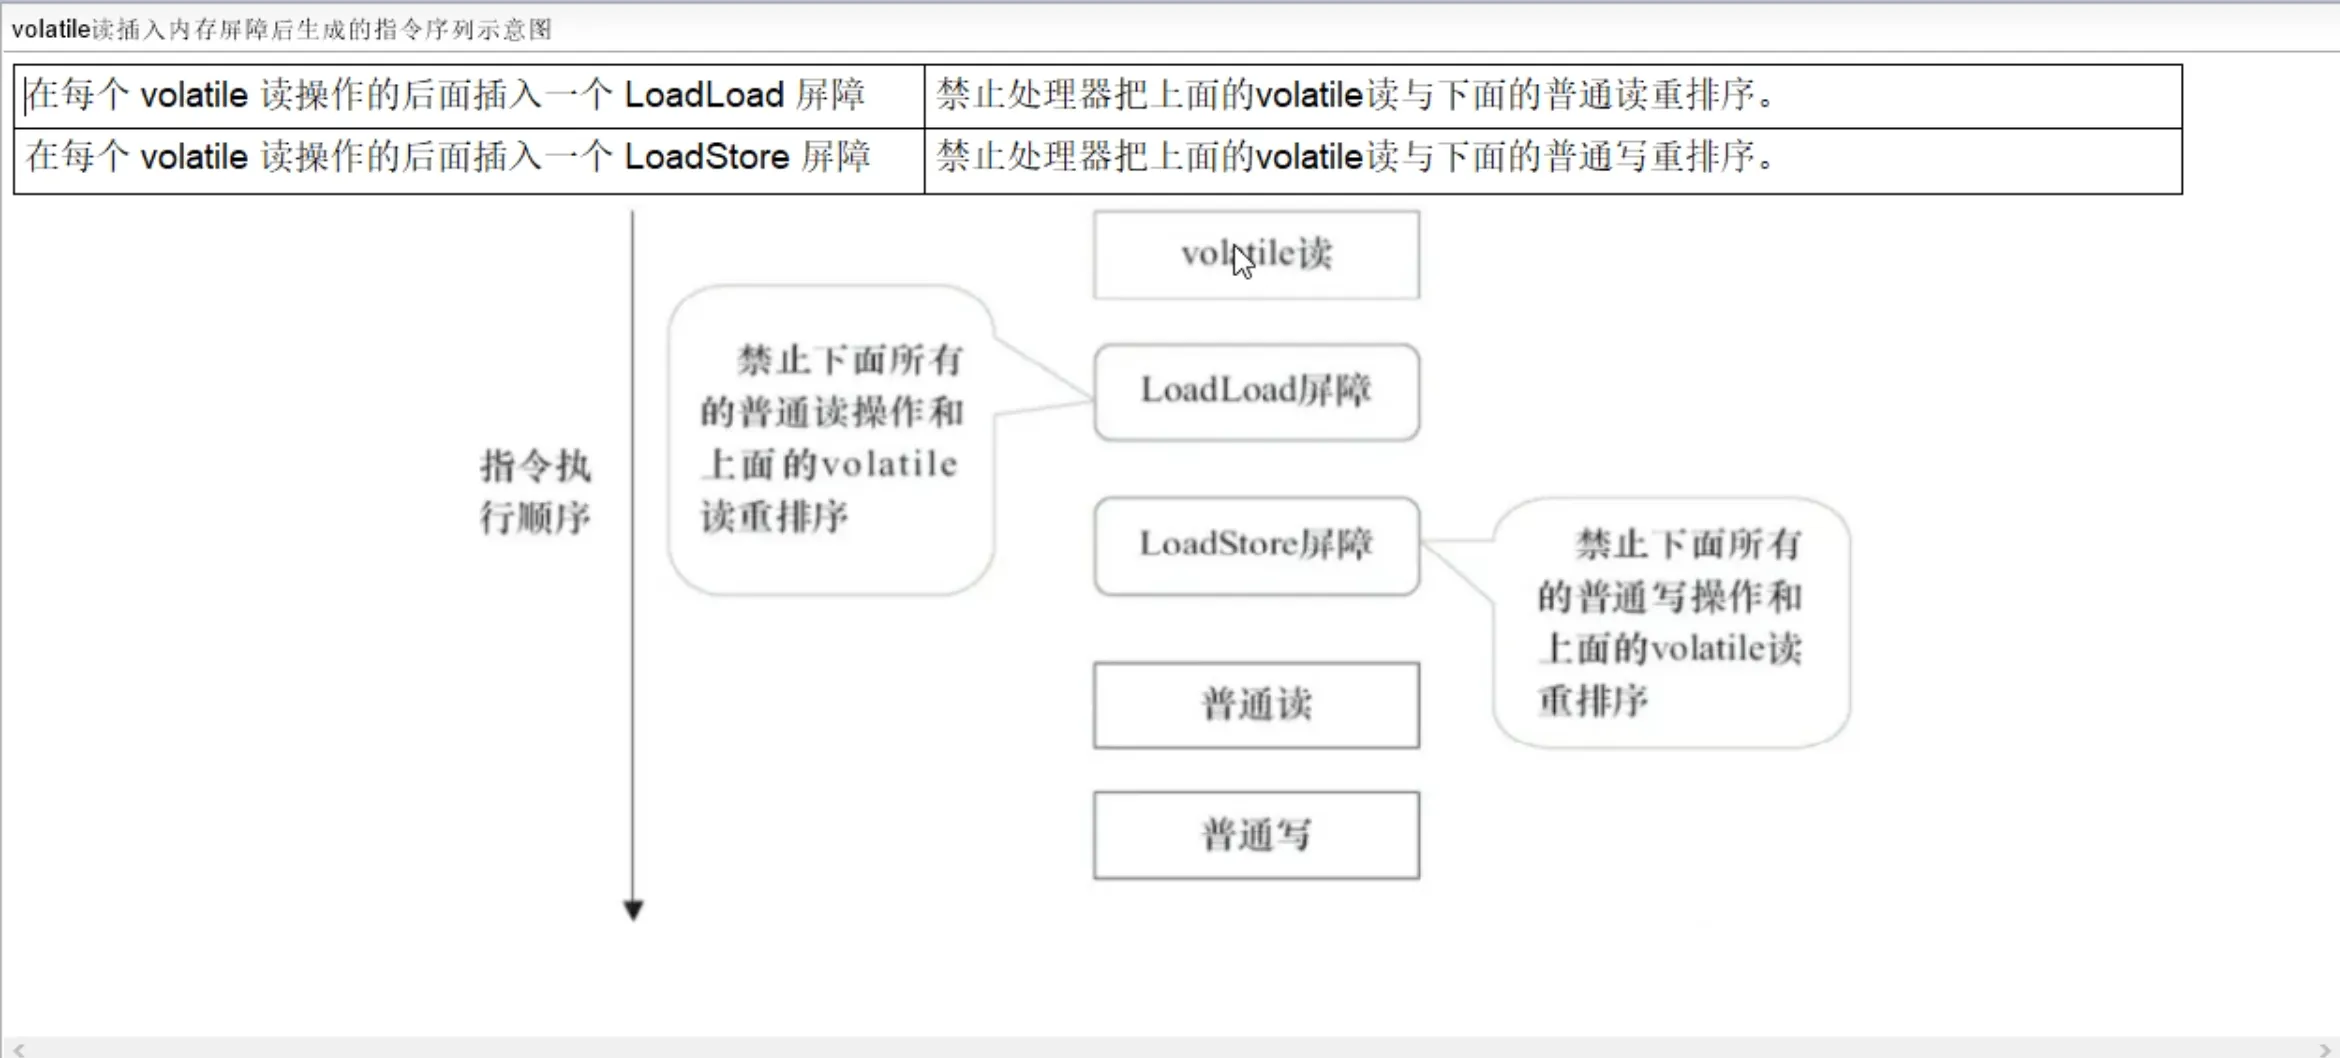 volatile读插入内存屏障后生成的指令序列示意图
在每个 volatile 读操作的后面插入一个 LoadLoad 屏障
禁止处理器把上面的volatile读与下面的普通读重排序。
在每个 volatile 读操作的后面插入一个 LoadStore 屏障
禁止处理器把上面的volatile读与下面的普通写重排序。
volatile读
禁止下面所有
的普通读操作和
上面的volatile
读重排序
LoadLoad屏障
指令执
行顺序
LoadStore屏障
禁止下面所有
的普通写操作和
上面的volatile读
重排序
普通读
普通写